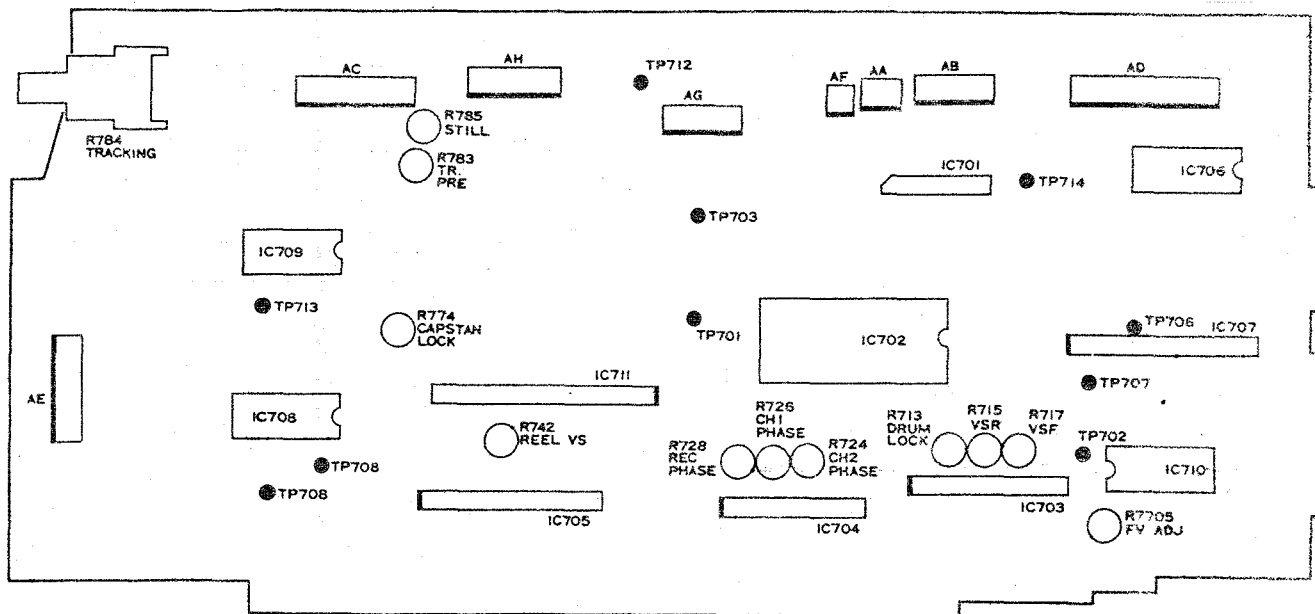 AC
AH
TP712
AF
AA
AB
AD
AG
R785
STILL
R784
TRACKING
R783
TR.
PRE
IC701
TP714
IC706
TP703
IC709
TP713
R774
CAPSTAN
LOCK
TP701
IC702
TP706
IC707
TP707
AE
IC711
IC708
R742
REEL VS
R728
REC
PHASE
R726
CH1
PHASE
R724
CH2
PHASE
R713
DRUM
LOCK
R715
VSR
R717
VSF
TP702
IC710
TP708
TP708
IC705
IC704
IC703
R7705
FV ADJ